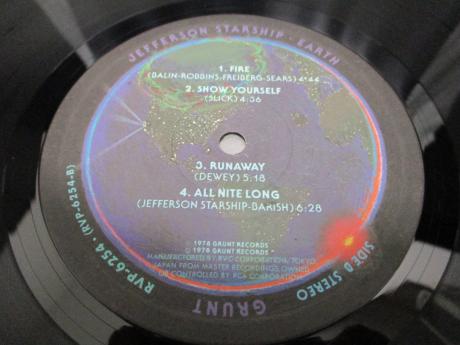 JEFFERSON STARSHIP · EARTH
1. FIRE
(BALIN-ROBBINS-FREIBERG-SEARS) 4:44
2. SHOW YOURSELF
(SLICK) 4:36
3. RUNAWAY
(DEWEY) 5:18
4. ALL NITE LONG
(JEFFERSON STARSHIP-BARISH) 6:28
Ⓟ 1978 GRUNT RECORDS
© 1978 GRUNT RECORDS
MANUFACTURED BY RVC CORPORATION, TOKYO,
JAPAN FROM MASTER RECORDINGS OWNED
OR CONTROLLED BY RCA CORPORATION
RVP-6254 · (RVP-6254-B)
SIDE B STEREO
GRUNT